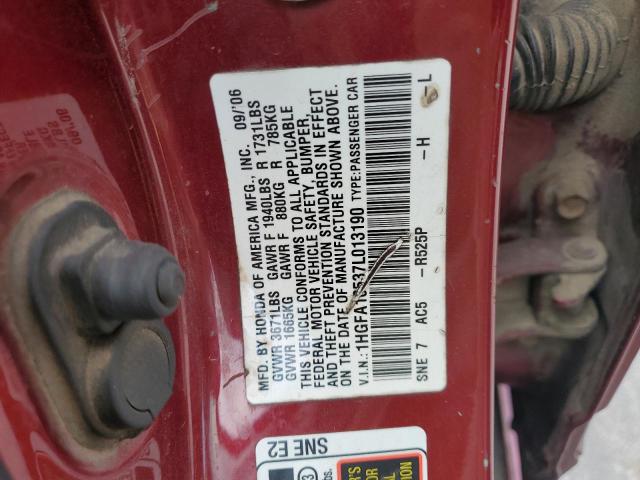 MFD. BY HONDA OF AMERICA MFG., INC. 09/'06
GVWR 3671LBS GAWR F 1940LBS R 1731LBS
GVWR 1665KG GAWR F 880KG R 785KG
THIS VEHICLE CONFORMS TO ALL APPLICABLE
FEDERAL MOTOR VEHICLE SAFETY, BUMPER,
AND THEFT PREVENTION STANDARDS IN EFFECT
ON THE DATE OF MANUFACTURE SHOWN ABOVE.
V.I.N.: 1HGFA16537L013190 TYPE:PASSENGER CAR
SNE 7 AC5 -R525P -H -L
SNE E2